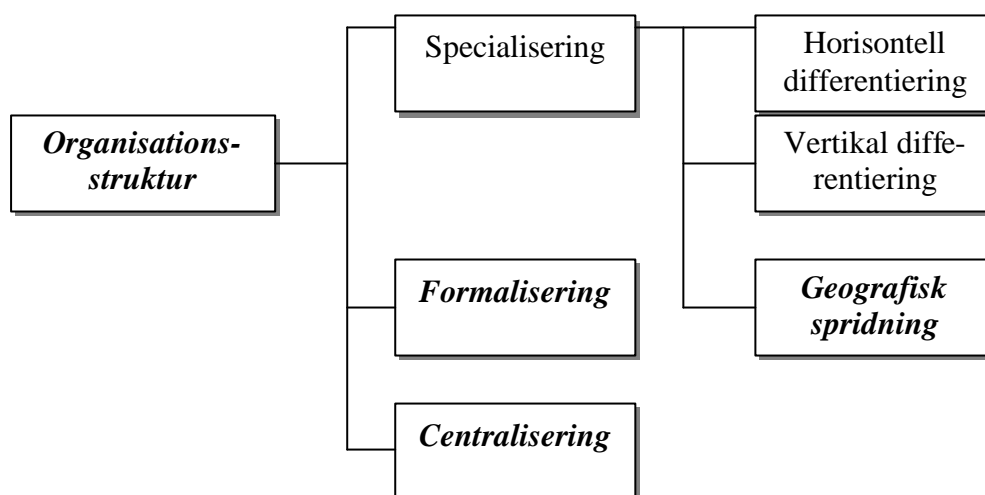 Organisations-
struktur
Specialisering
Formalisering
Centralisering
Horisontell
differentiering
Vertikal diffe-
rentiering
Geografisk
spridning